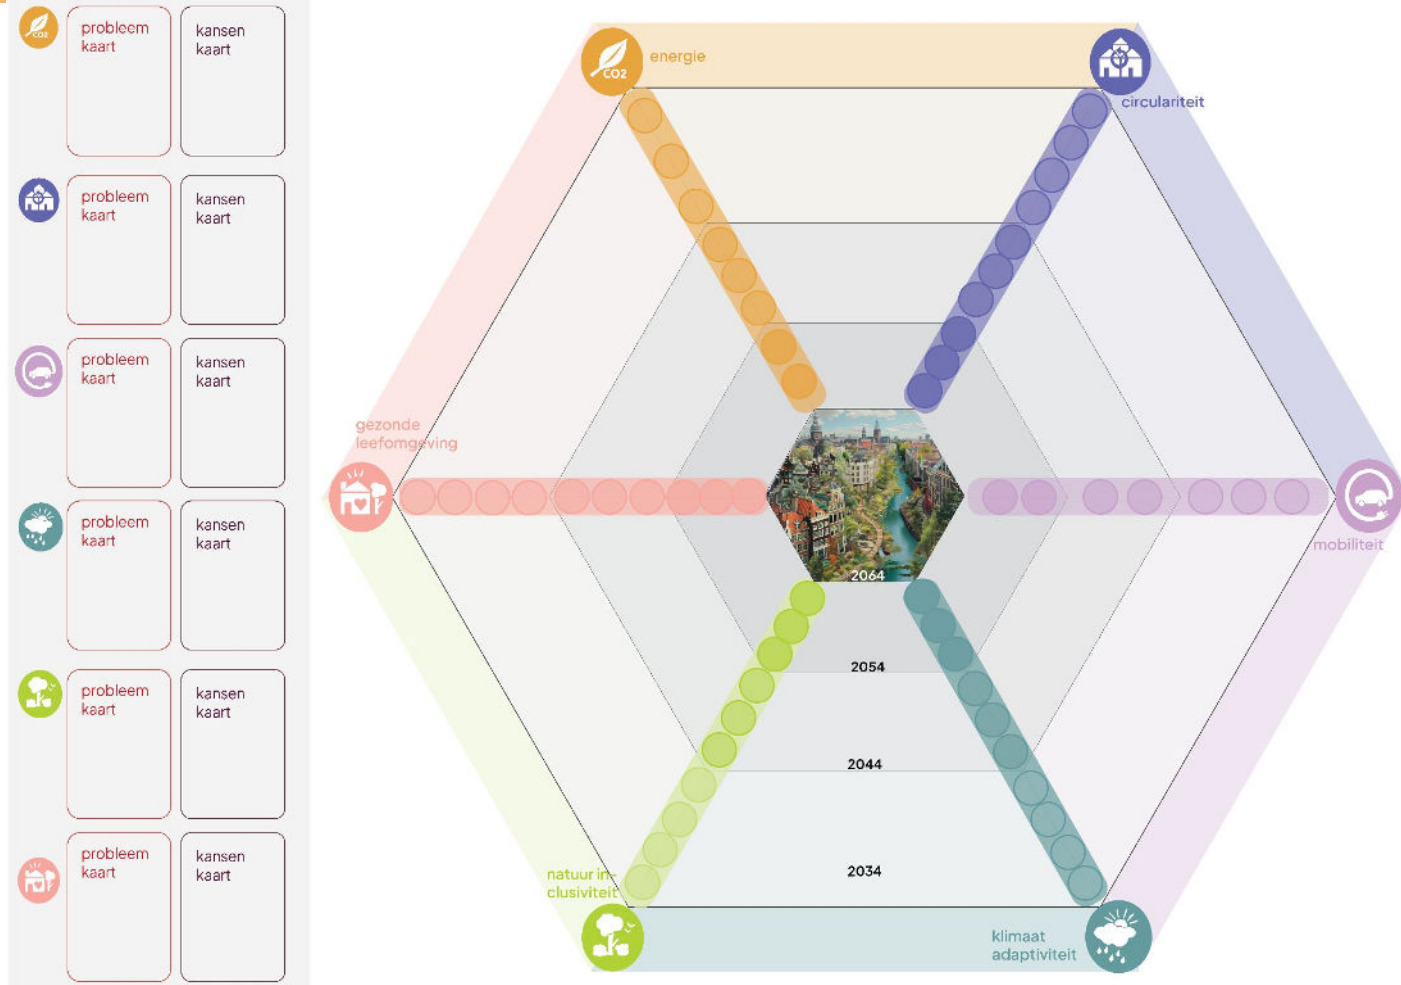 CO2
probleem
kaart
kansen
kaart
probleem
kaart
kansen
kaart
probleem
kaart
kansen
kaart
probleem
kaart
kansen
kaart
probleem
kaart
kansen
kaart
probleem
kaart
kansen
kaart
CO2
energie
circulariteit
gezonde
leefomgeving
mobiliteit
2064
2054
2044
2034
natuur in-
clusiviteit
klimaat
adaptiviteit